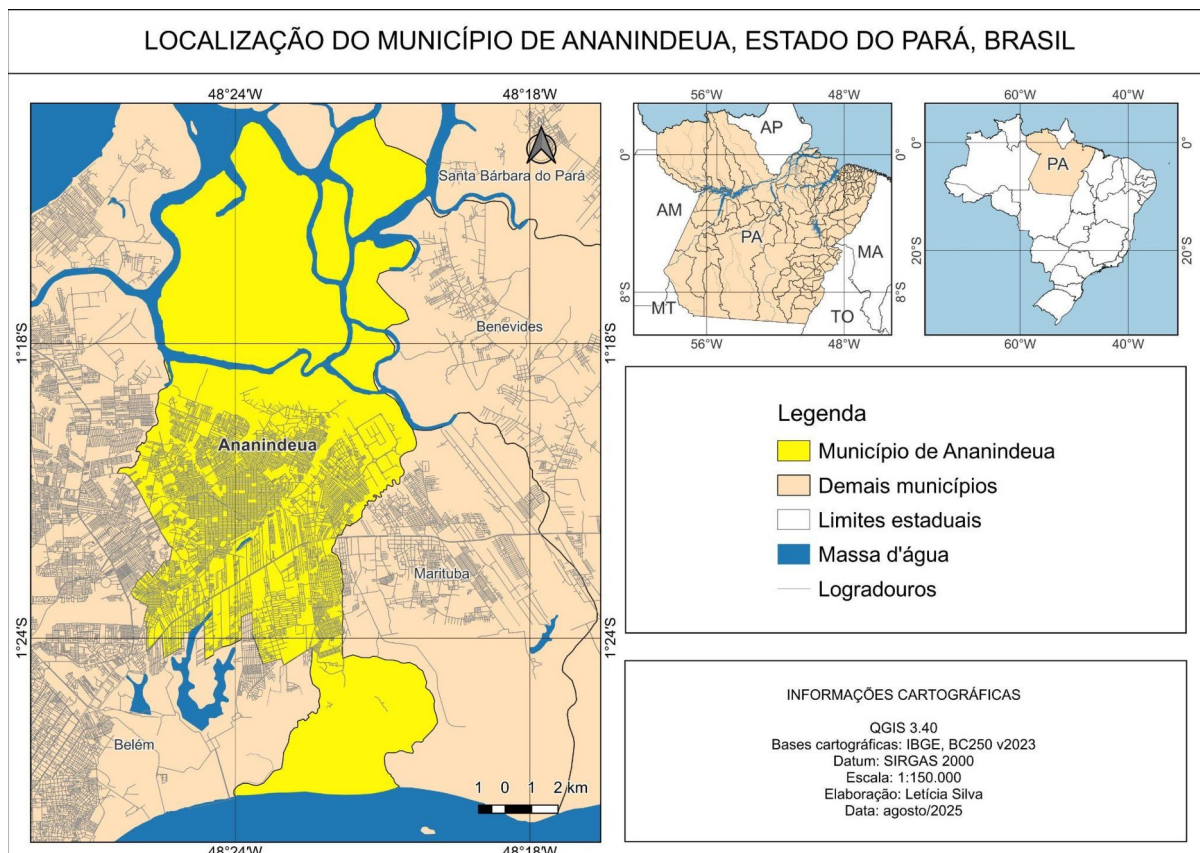 LOCALIZAÇÃO DO MUNICÍPIO DE ANANINDEUA, ESTADO DO PARÁ, BRASIL
48°24'W
48°18'W
Santa Bárbara do Pará
Benevides
1°18'S
1°18'S
Ananindeua
Marituba
1°24'S
1°24'S
Belém
1 0 1 2 km
48°24'W
48°18'W
56°W
48°W
AP
0°
0°
AM
PA
MA
8°S
8°S
MT
TO
56°W
48°W
60°W
40°W
0°
0°
PA
20°S
20°S
60°W
40°W
Legenda
Município de Ananindeua
Demais municípios
Limites estaduais
Massa d'água
Logradouros
INFORMAÇÕES CARTOGRÁFICAS
QGIS 3.40
Bases cartográficas: IBGE, BC250 v2023
Datum: SIRGAS 2000
Escala: 1:150.000
Elaboração: Letícia Silva
Data: agosto/2025